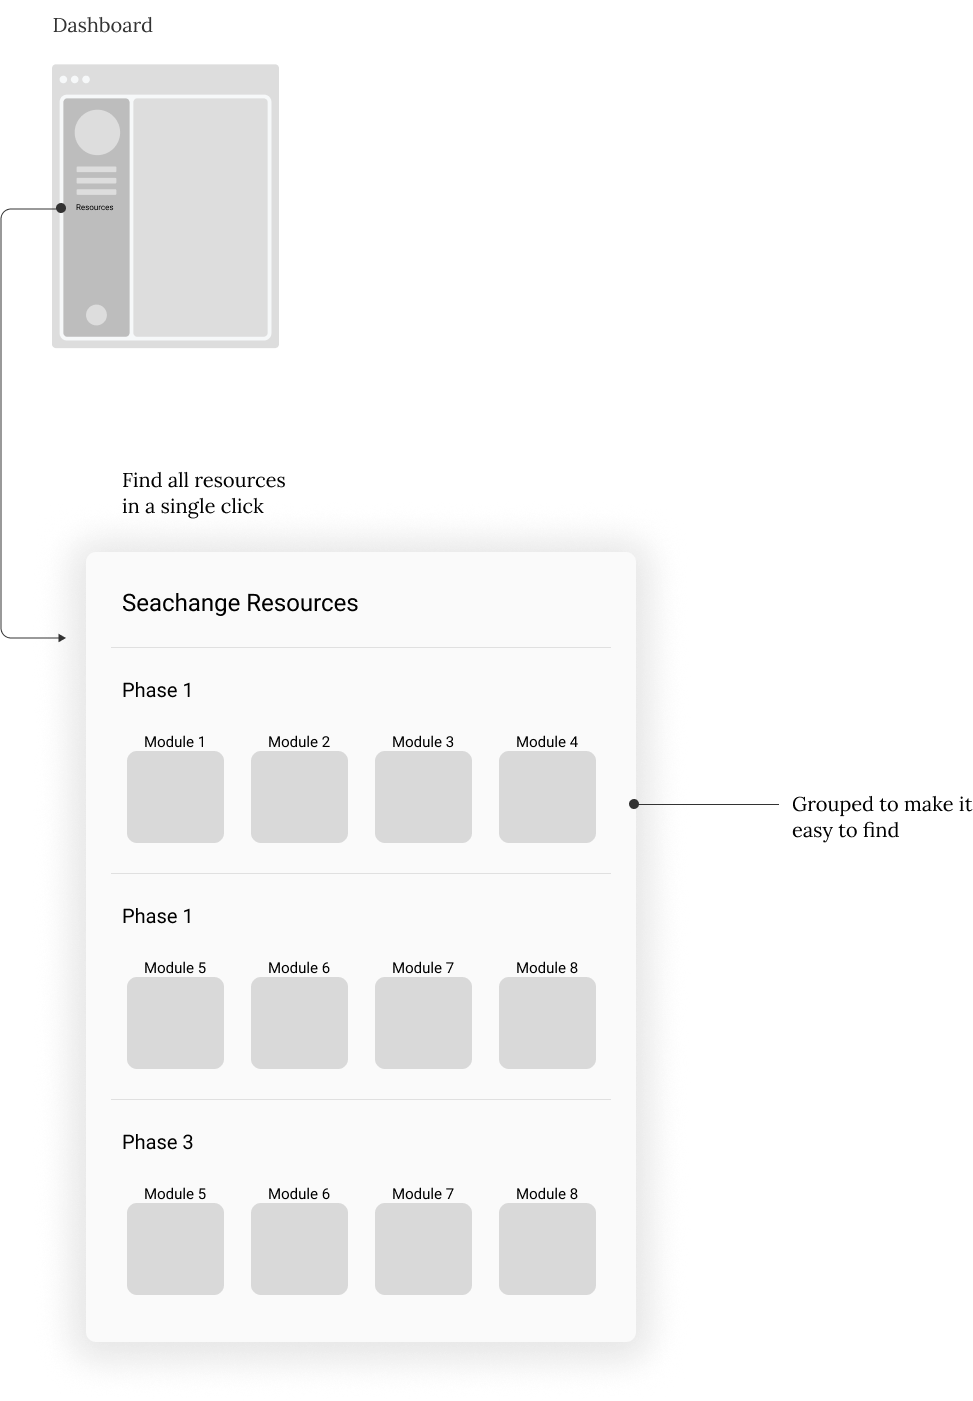 Dashboard
Resources
Find all resources
in a single click
Seachange Resources
Phase 1
Module 1
Module 2
Module 3
Module 4
Grouped to make it
easy to find
Phase 1
Module 5
Module 6
Module 7
Module 8
Phase 3
Module 5
Module 6
Module 7
Module 8